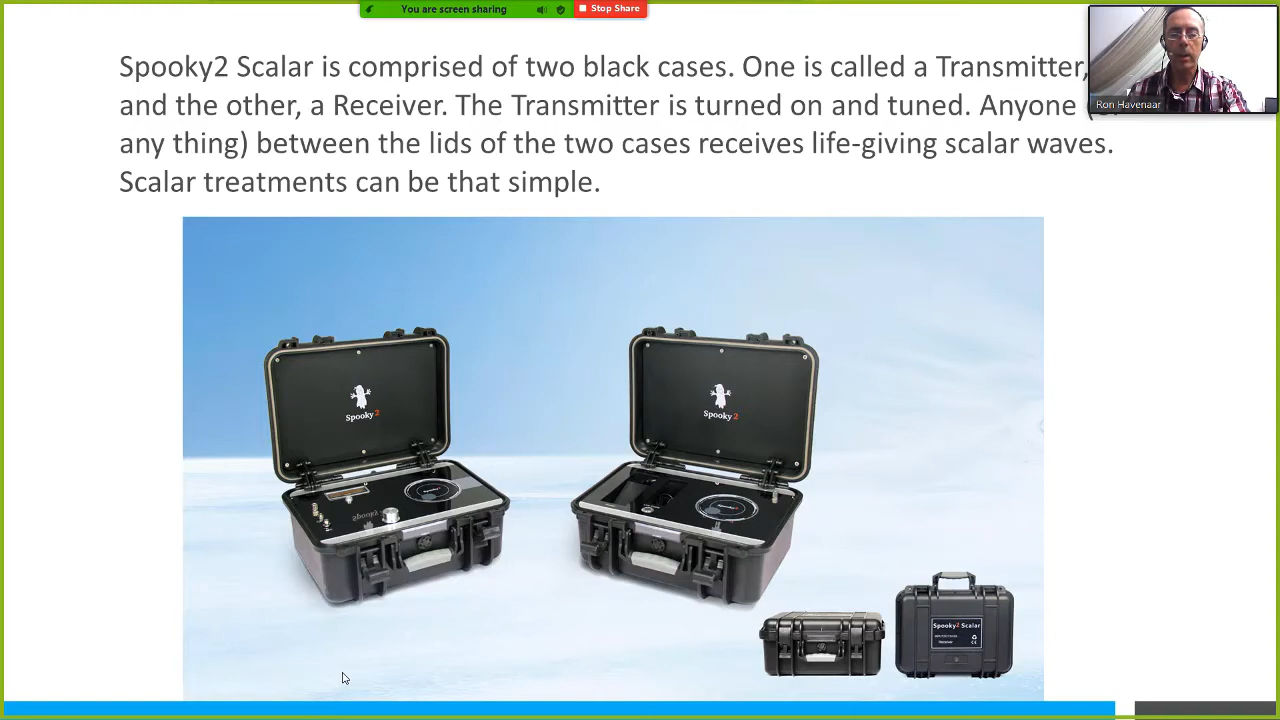 You are screen sharing
Stop Share
Spooky2 Scalar is comprised of two black cases. One is called a Transmitter,
and the other, a Receiver. The Transmitter is turned on and tuned. Anyone
any thing) between the lids of the two cases receives life-giving scalar waves.
Scalar treatments can be that simple.
Ron Havenaar
Spooky2
Spooky2
Spooky2 Scalar
Receiver